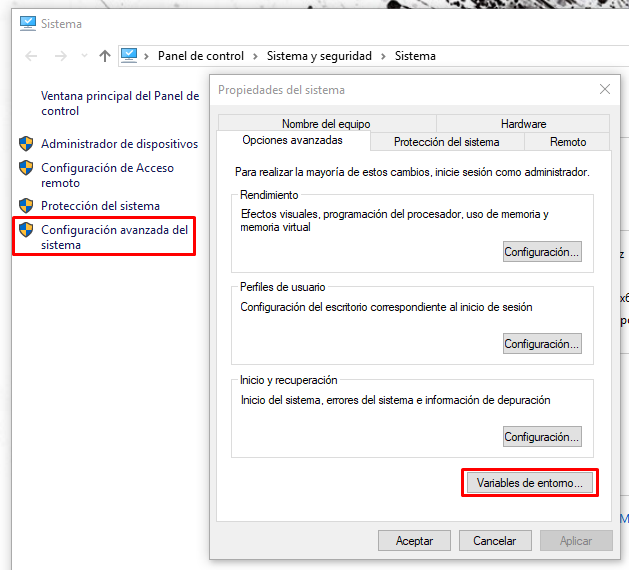 Sistema
Panel de control
Sistema y seguridad
Sistema
Ventana principal del Panel de
control
Administrador de dispositivos
Configuración de Acceso
remoto
Protección del sistema
Configuración avanzada del
sistema
Propiedades del sistema
Nombre del equipo
Hardware
Opciones avanzadas
Protección del sistema
Remoto
Para realizar la mayoría de estos cambios, inicie sesión como administrador.
Rendimiento
Efectos visuales, programación del procesador, uso de memoria y
memoria virtual
Configuración...
Perfiles de usuario
Configuración del escritorio correspondiente al inicio de sesión
Configuración...
Inicio y recuperación
Inicio del sistema, errores del sistema e información de depuración
Configuración...
Variables de entorno...
Aceptar
Cancelar
Aplicar
z
x6
M